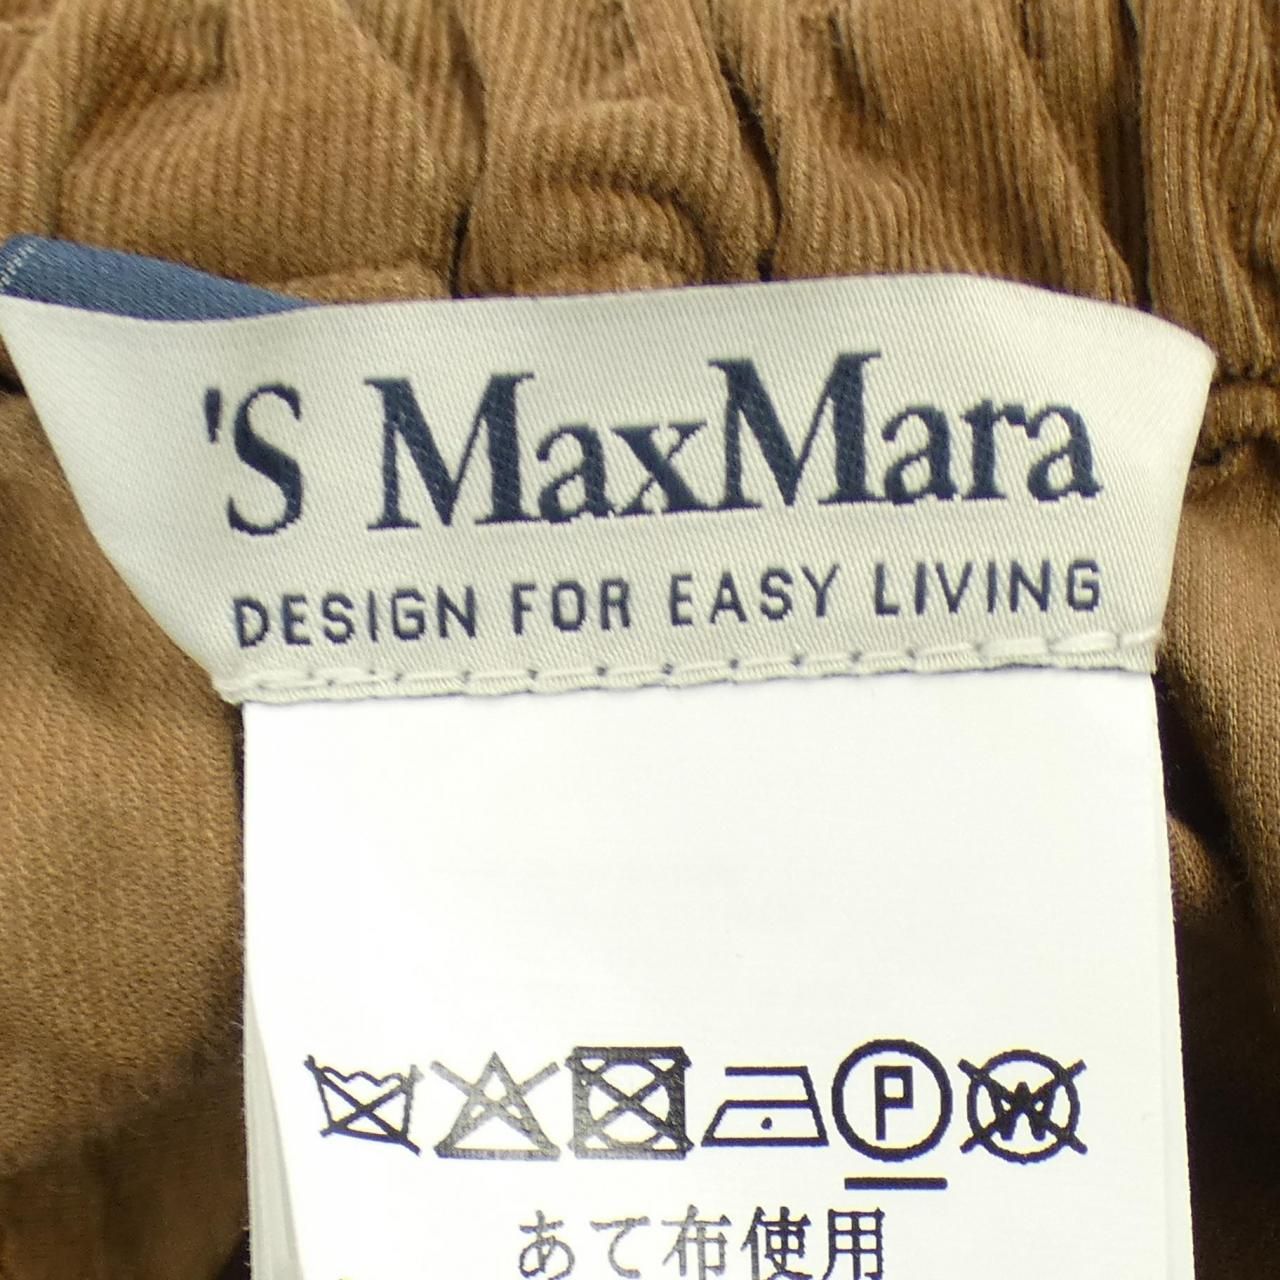 'S MaxMara
DESIGN FOR EASY LIVING
P W
あて布使用